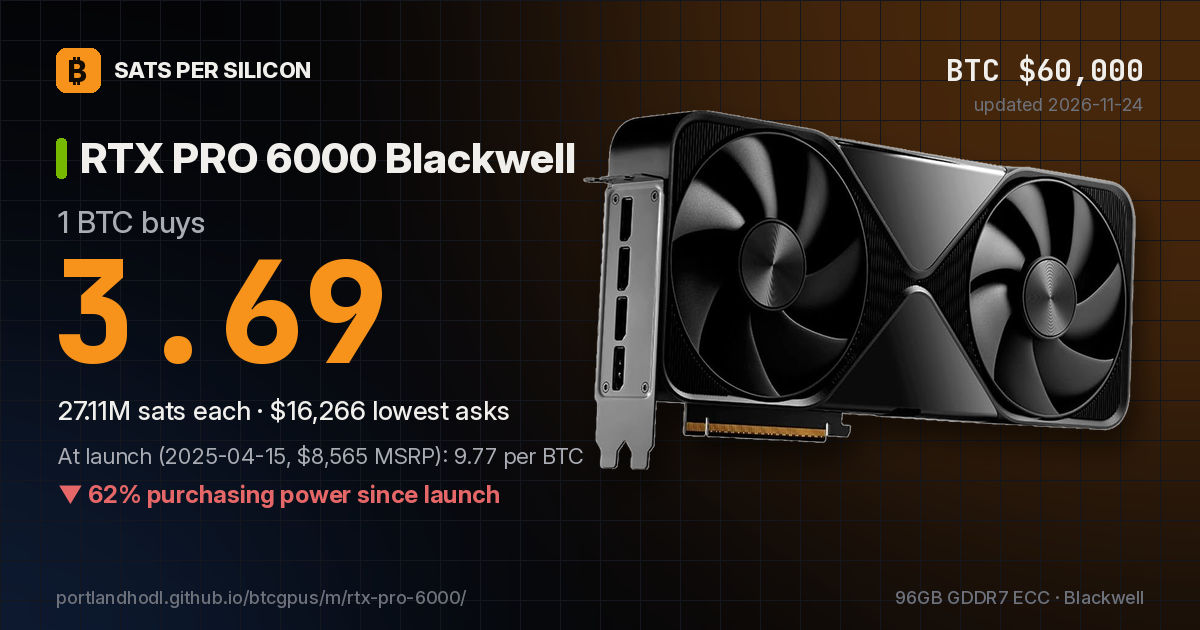 SATS PER SILICON
BTC $60,000
updated 2026-11-24
RTX PRO 6000 Blackwell
1 BTC buys
3.69
27.11M sats each · $16,266 lowest asks
At launch (2025-04-15, $8,565 MSRP): 9.77 per BTC
▼ 62% purchasing power since launch
portlandhodl.github.io/btcgpus/m/rtx-pro-6000/
96GB GDDR7 ECC · Blackwell